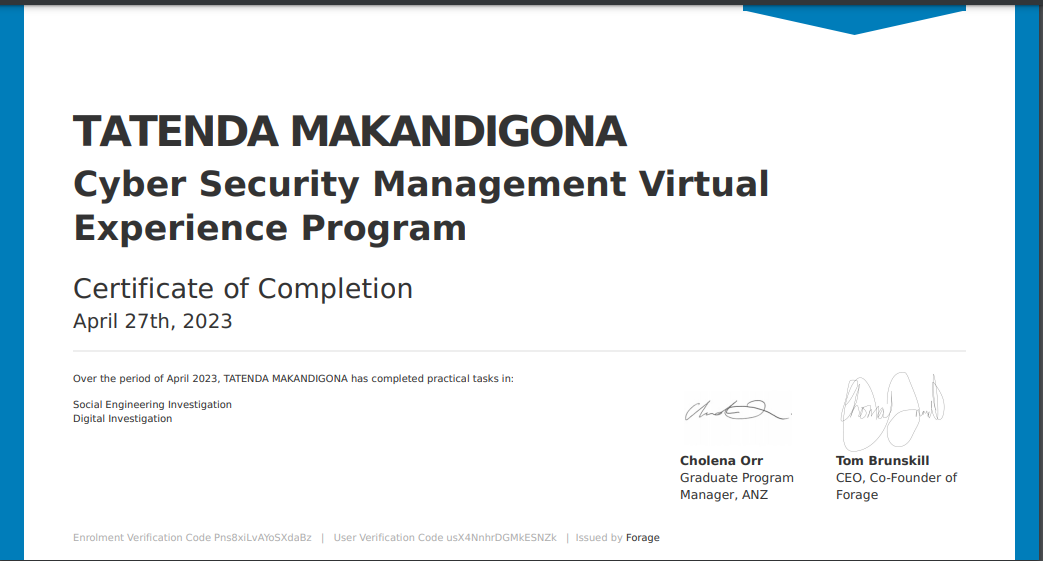 TATENDA MAKANDIGONA
Cyber Security Management Virtual
Experience Program
Certificate of Completion
April 27th, 2023
Over the period of April 2023, TATENDA MAKANDIGONA has completed practical tasks in:
Social Engineering Investigation
Digital Investigation
Cholena Orr
Graduate Program
Manager, ANZ
Tom Brunskill
CEO, Co-Founder of
Forage
Enrolment Verification Code Pns8xiLvAYoSXdaBz | User Verification Code usX4NnhrDGMkESNZk | Issued by Forage